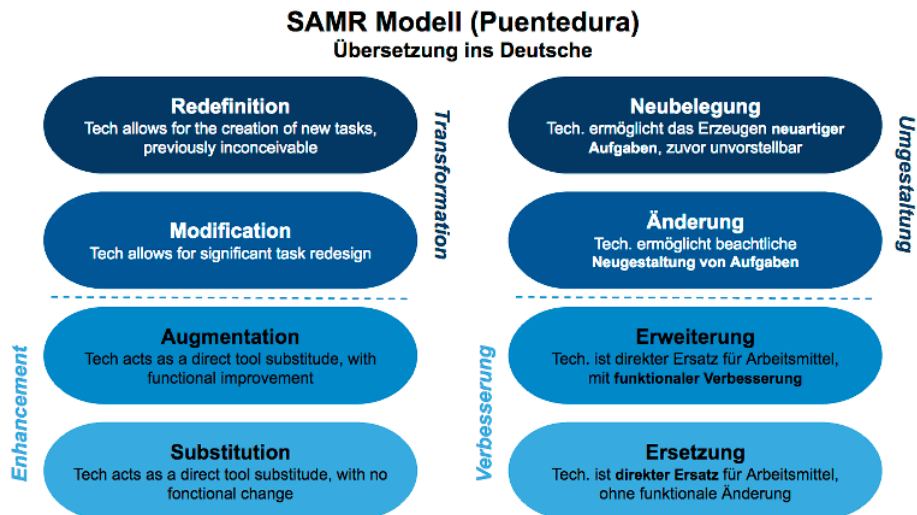 SAMR Modell (Puentedura)
Übersetzung ins Deutsche
Redefinition
Tech allows for the creation of new tasks,
previously inconceivable
Modification
Tech allows for significant task redesign
Transformation
Augmentation
Tech acts as a direct tool substitude, with
functional improvement
Substitution
Tech acts as a direct tool substitude, with no
fonctional change
Enhancement
Neubelegung
Tech. ermöglicht das Erzeugen neuartiger
Aufgaben, zuvor unvorstellbar
Änderung
Tech. ermöglicht beachtliche
Neugestaltung von Aufgaben
Umgestaltung
Erweiterung
Tech. ist direkter Ersatz für Arbeitsmittel,
mit funktionaler Verbesserung
Ersetzung
Tech. ist direkter Ersatz für Arbeitsmittel,
ohne funktionale Änderung
Verbesserung